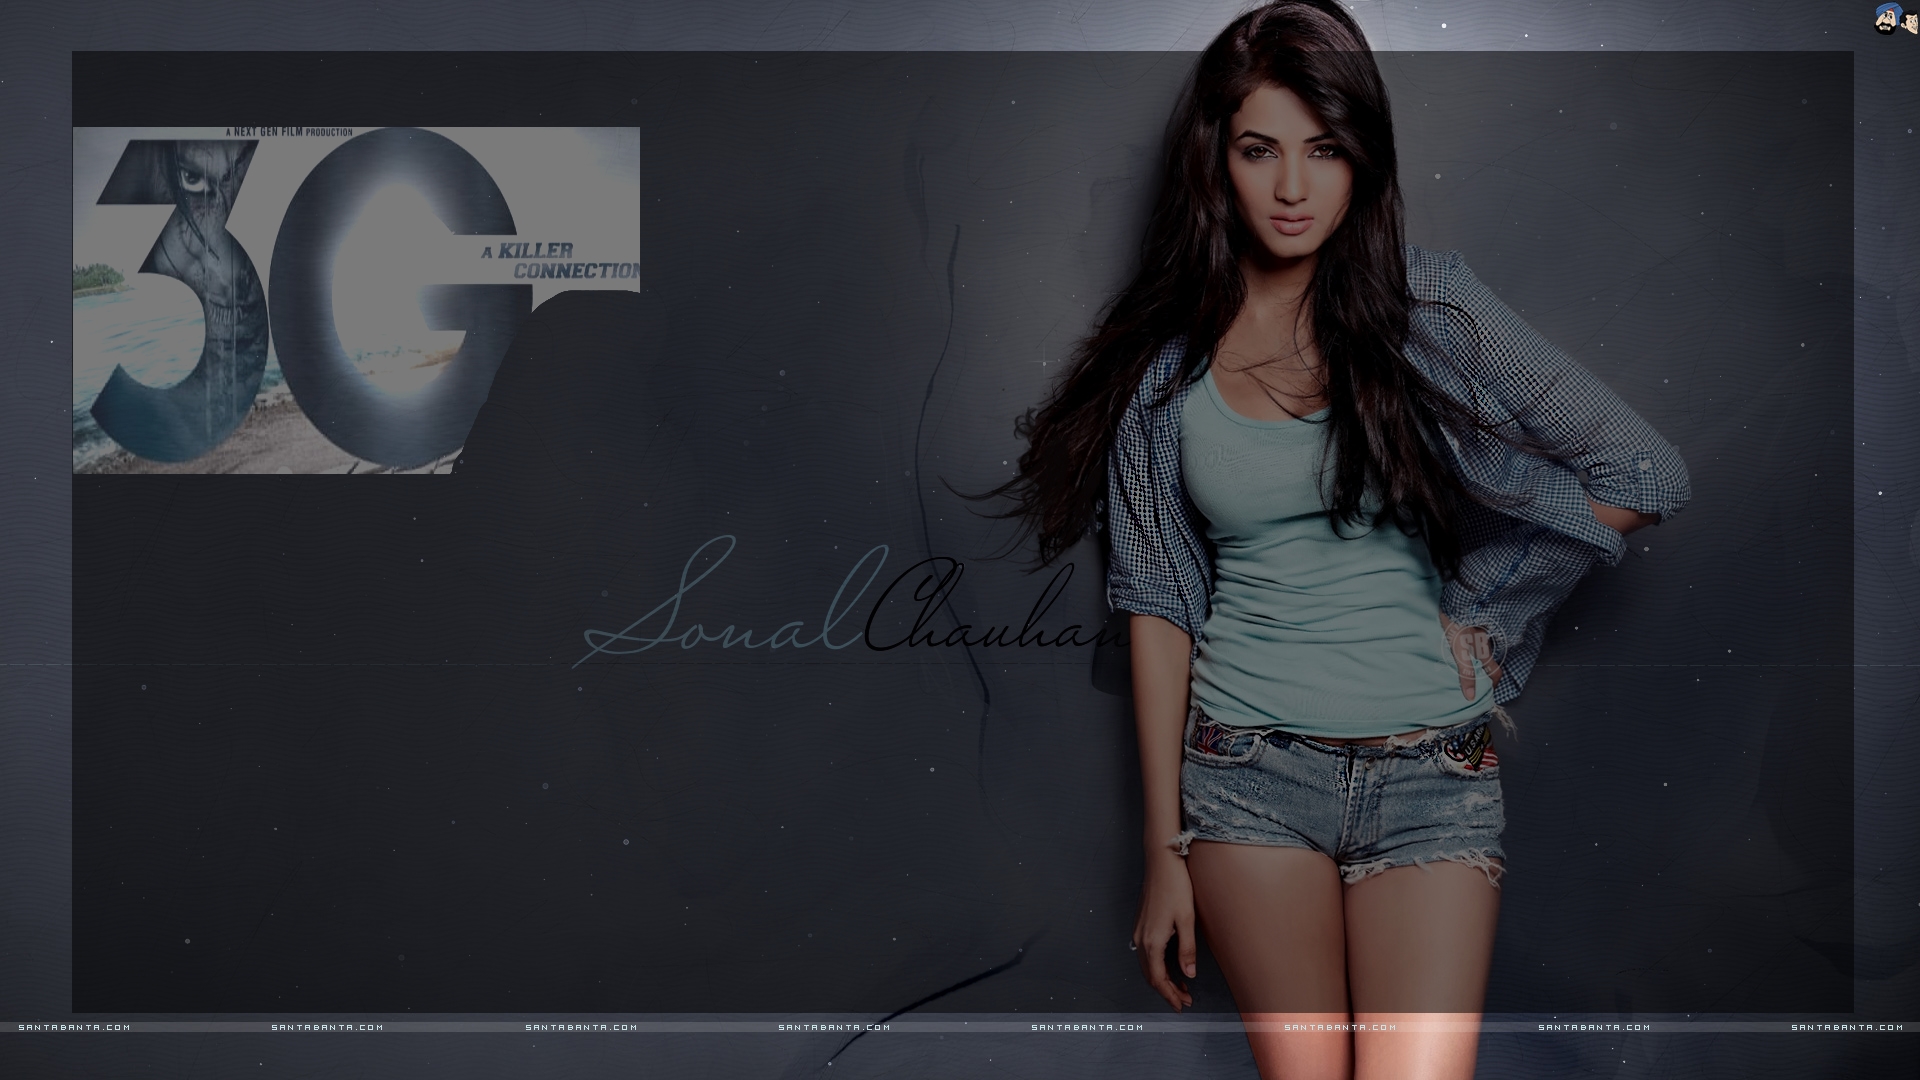 A NEXT GEN FILM PRODUCTION
3G
A KILLER
CONNECTION
Sonal Chauhan
SB
USA
SANTABANTA.COM SANTABANTA.COM SANTABANTA.COM SANTABANTA.COM SANTABANTA.COM SANTABANTA.COM SANTABANTA.COM SANTABANTA.COM